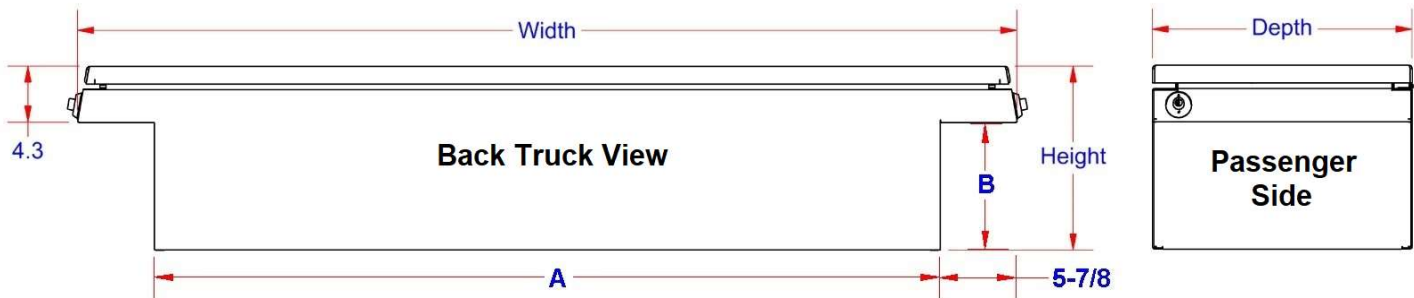 Width
Depth
4.3
Back Truck View
Height
B
Passenger
Side
A
5-7/8